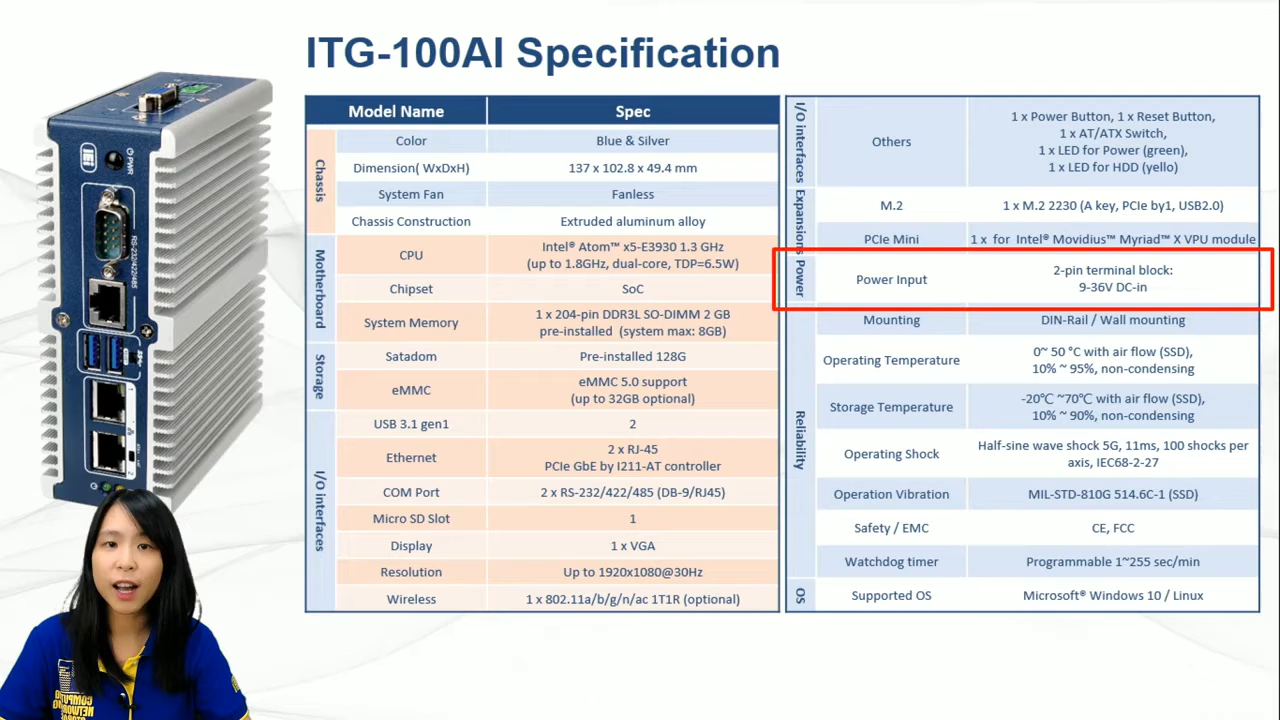 ITG-100AI Specification
Model Name Spec
Chassis
Color Blue & Silver
Dimension( WxDxH) 137 x 102.8 x 49.4 mm
System Fan Fanless
Chassis Construction Extruded aluminum alloy
Motherboard
CPU Intel® Atom™ x5-E3930 1.3 GHz
(up to 1.8GHz, dual-core, TDP=6.5W)
Chipset SoC
System Memory 1 x 204-pin DDR3L SO-DIMM 2 GB
pre-installed (system max: 8GB)
Storage
Satadom Pre-installed 128G
eMMC eMMC 5.0 support
(up to 32GB optional)
I/O interfaces
USB 3.1 gen1 2
Ethernet 2 x RJ-45
PCIe GbE by I211-AT controller
COM Port 2 x RS-232/422/485 (DB-9/RJ45)
Micro SD Slot 1
Display 1 x VGA
Resolution Up to 1920x1080@30Hz
Wireless 1 x 802.11a/b/g/n/ac 1T1R (optional)
I/O interfaces
Others 1 x Power Button, 1 x Reset Button,
1 x AT/ATX Switch,
1 x LED for Power (green),
1 x LED for HDD (yello)
Expansions
M.2 1 x M.2 2230 (A key, PCIe by1, USB2.0)
PCIe Mini 1 x for Intel® Movidius™ Myriad™ X VPU module
Power
Power Input 2-pin terminal block:
9-36V DC-in
Reliability
Mounting DIN-Rail / Wall mounting
Operating Temperature 0~ 50 °C with air flow (SSD),
10% ~ 95%, non-condensing
Storage Temperature -20℃ ~70℃ with air flow (SSD),
10% ~ 90%, non-condensing
Operating Shock Half-sine wave shock 5G, 11ms, 100 shocks per
axis, IEC68-2-27
Operation Vibration MIL-STD-810G 514.6C-1 (SSD)
Safety / EMC CE, FCC
Watchdog timer Programmable 1~255 sec/min
OS
Supported OS Microsoft® Windows 10 / Linux
iEi
PWR
RS-232/422/485
1
2